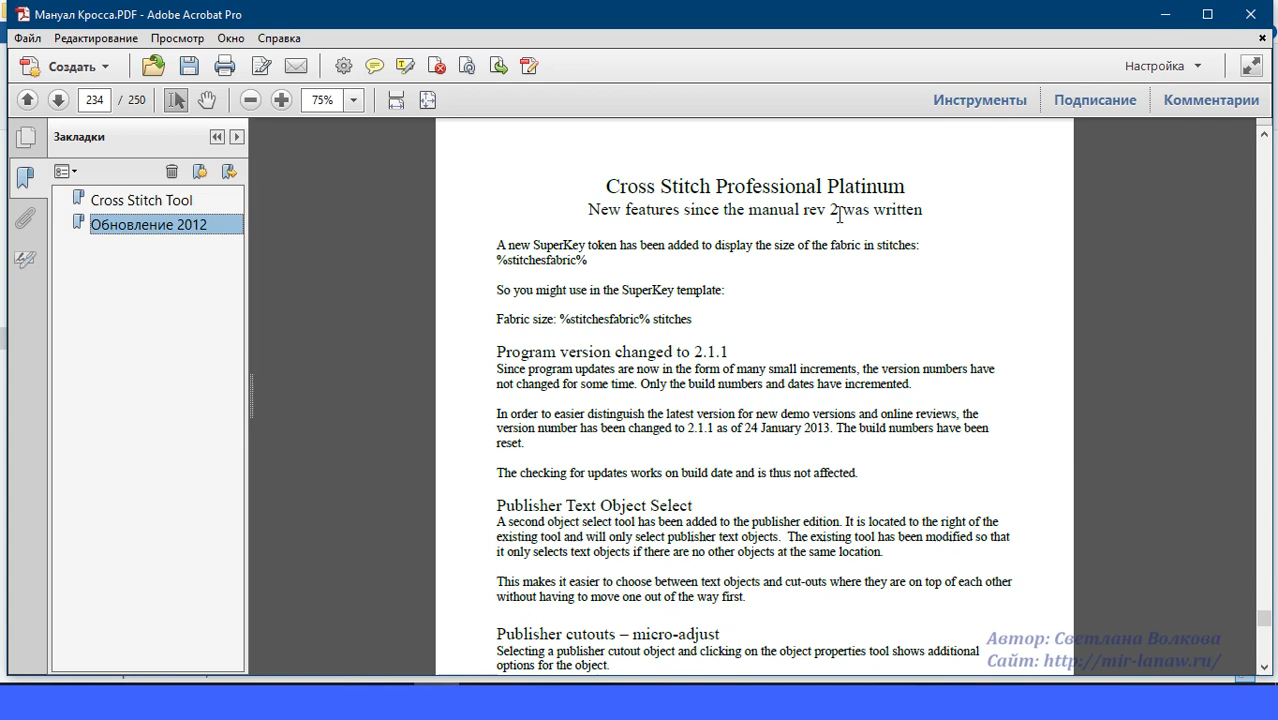 Мануал Кросса.PDF - Adobe Acrobat Pro
Файл Редактирование Просмотр Окно Справка
Создать Настройка
234 / 250 75% Инструменты Подписание Комментарии
Закладки
Cross Stitch Tool
Обновление 2012
Cross Stitch Professional Platinum
New features since the manual rev 2 was written
A new SuperKey token has been added to display the size of the fabric in stitches:
%stitchesfabric%
So you might use in the SuperKey template:
Fabric size: %stitchesfabric% stitches
Program version changed to 2.1.1
Since program updates are now in the form of many small increments, the version numbers have
not changed for some time. Only the build numbers and dates have incremented.
In order to easier distinguish the latest version for new demo versions and online reviews, the
version number has been changed to 2.1.1 as of 24 January 2013. The build numbers have been
reset.
The checking for updates works on build date and is thus not affected.
Publisher Text Object Select
A second object select tool has been added to the publisher edition. It is located to the right of the
existing tool and will only select publisher text objects. The existing tool has been modified so that
it only selects text objects if there are no other objects at the same location.
This makes it easier to choose between text objects and cut-outs where they are on top of each other
without having to move one out of the way first.
Publisher cutouts – micro-adjust
Selecting a publisher cutout object and clicking on the object properties tool shows additional
options for the object.
Автор: Светлана Волкова
Сайт: http://mir-lanaw.ru/